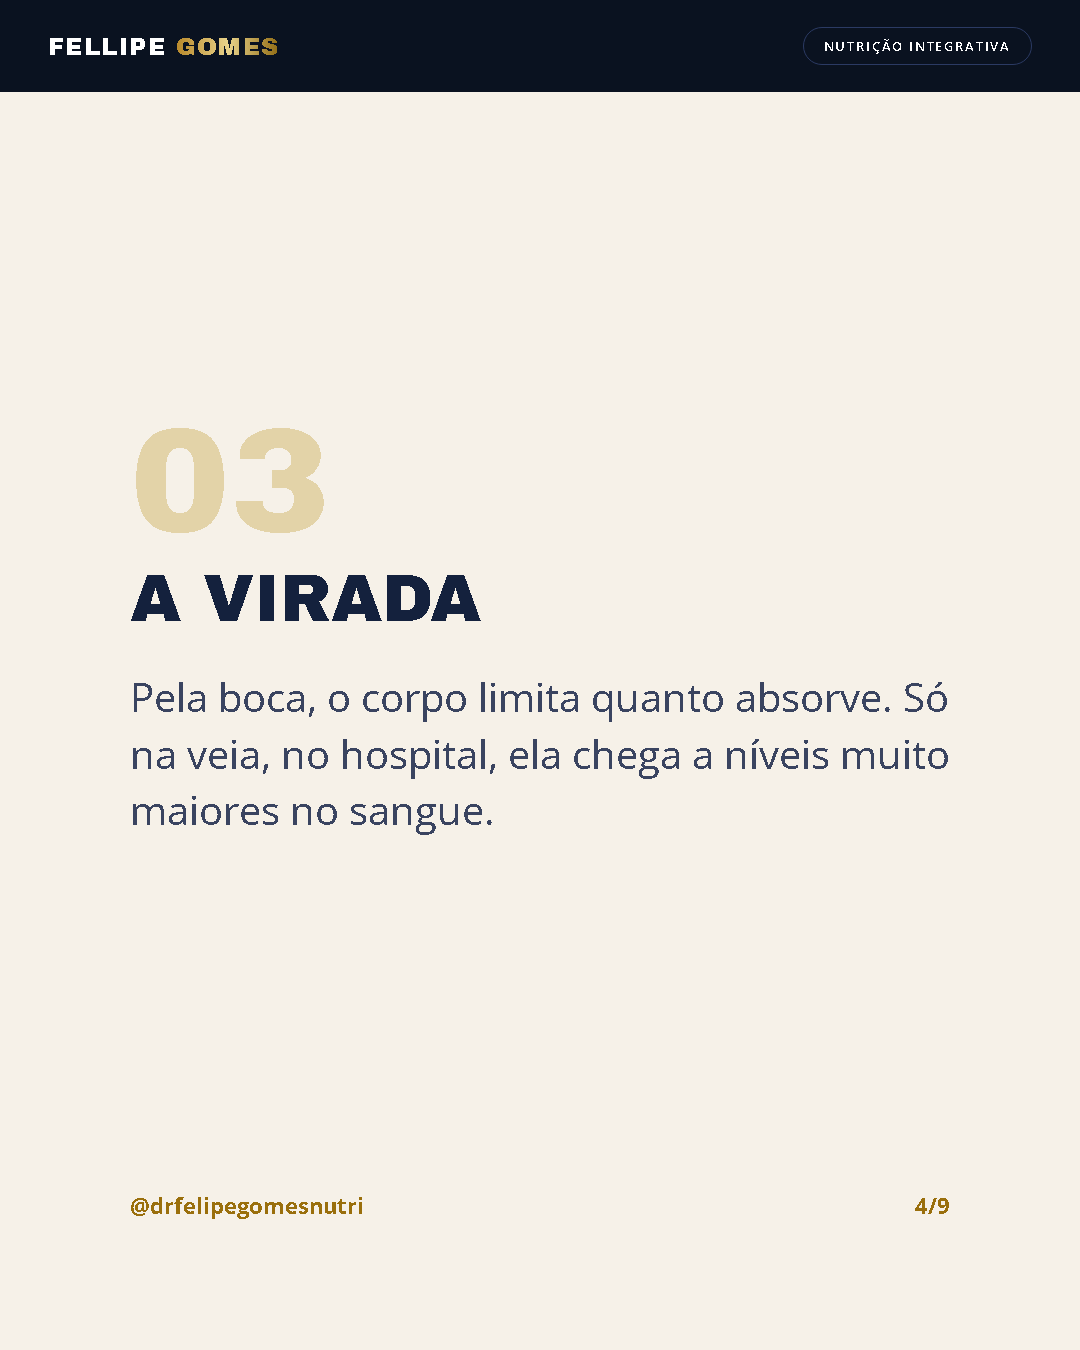 FELLIPE GOMES
NUTRIÇÃO INTEGRATIVA
03
A VIRADA
Pela boca, o corpo limita quanto absorve. Só
na veia, no hospital, ela chega a níveis muito
maiores no sangue.
@drfelipegomesnutri
4/9